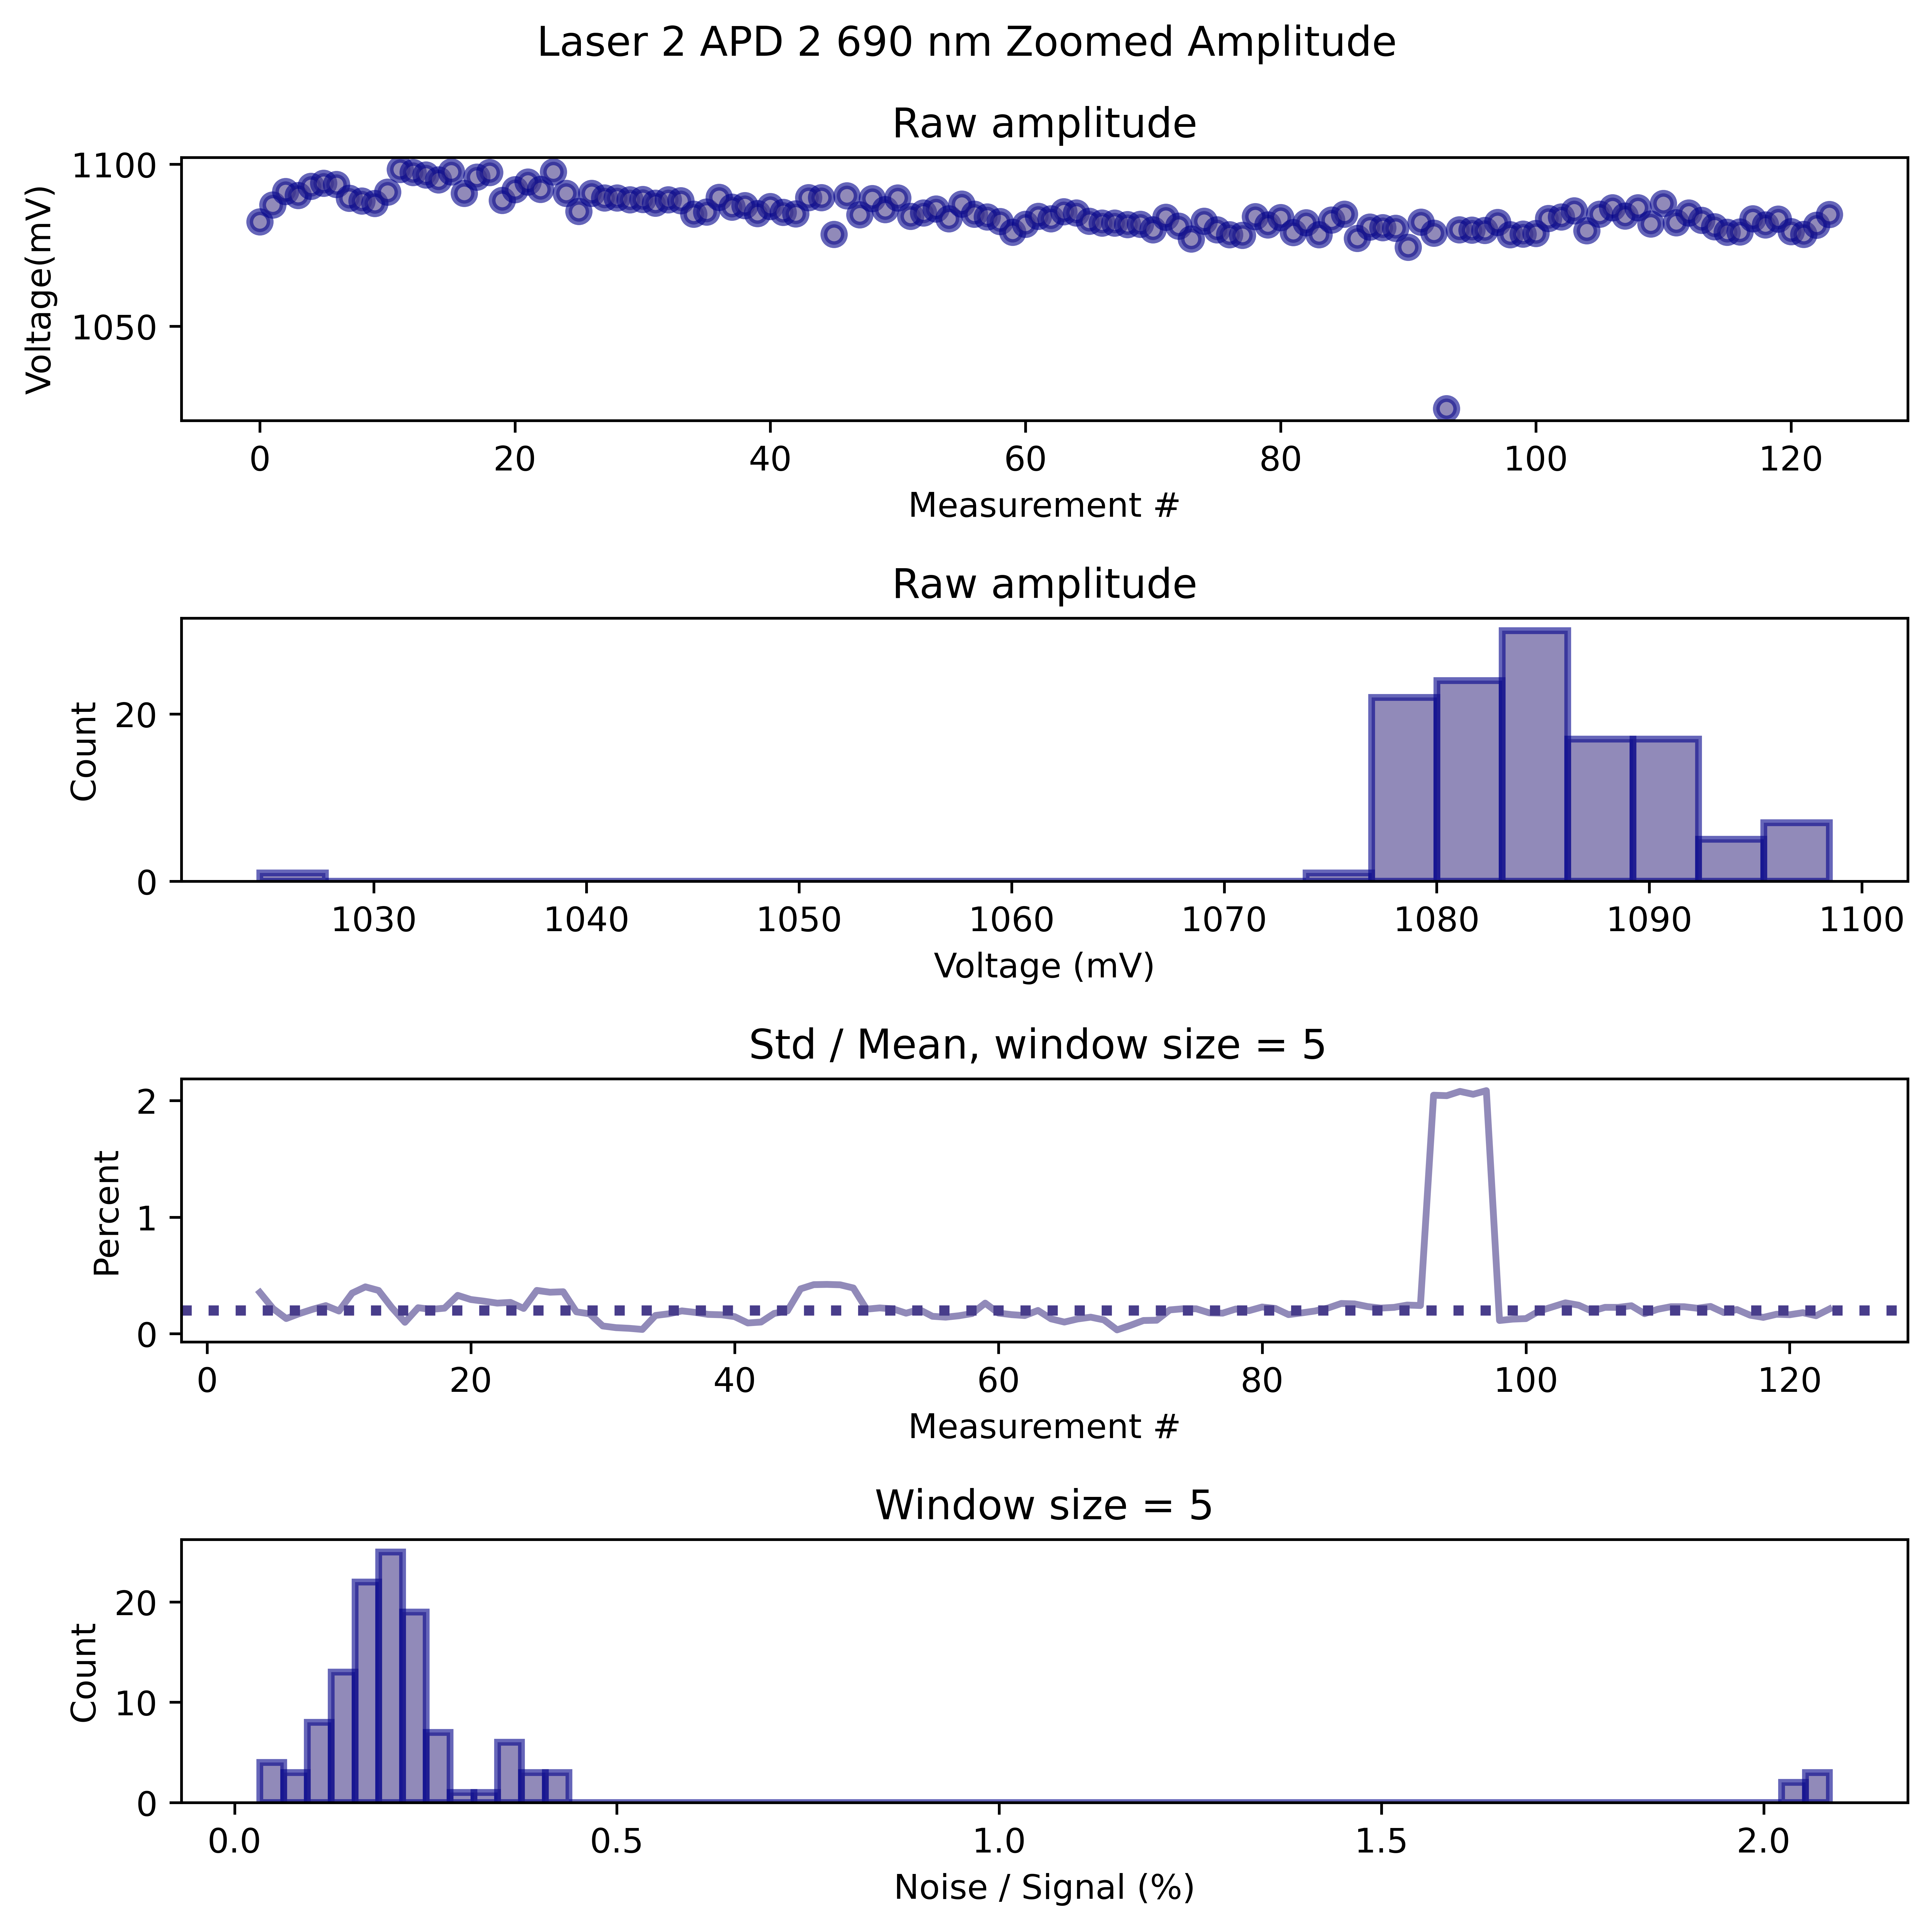 Laser 2 APD 2 690 nm Zoomed Amplitude
Raw amplitude
Voltage(mV)
1100
1050
0 20 40 60 80 100 120
Measurement #
Raw amplitude
Count
20
0
1030 1040 1050 1060 1070 1080 1090 1100
Voltage (mV)
Std / Mean, window size = 5
Percent
2
1
0
0 20 40 60 80 100 120
Measurement #
Window size = 5
Count
20
10
0
0.0 0.5 1.0 1.5 2.0
Noise / Signal (%)